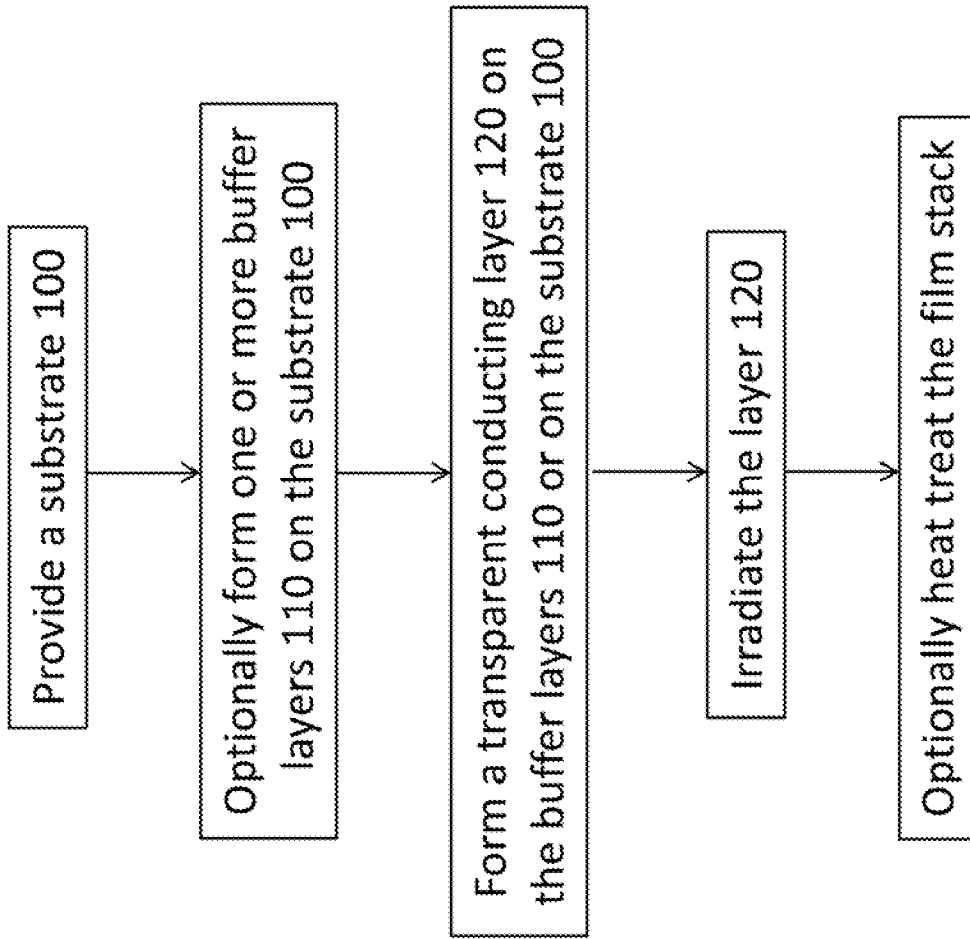 Provide a substrate 100
Optionally form one or more buffer
layers 110 on the substrate 100
Form a transparent conducting layer 120 on
the buffer layers 110 or on the substrate 100
Irradiate the layer 120
Optionally heat treat the film stack